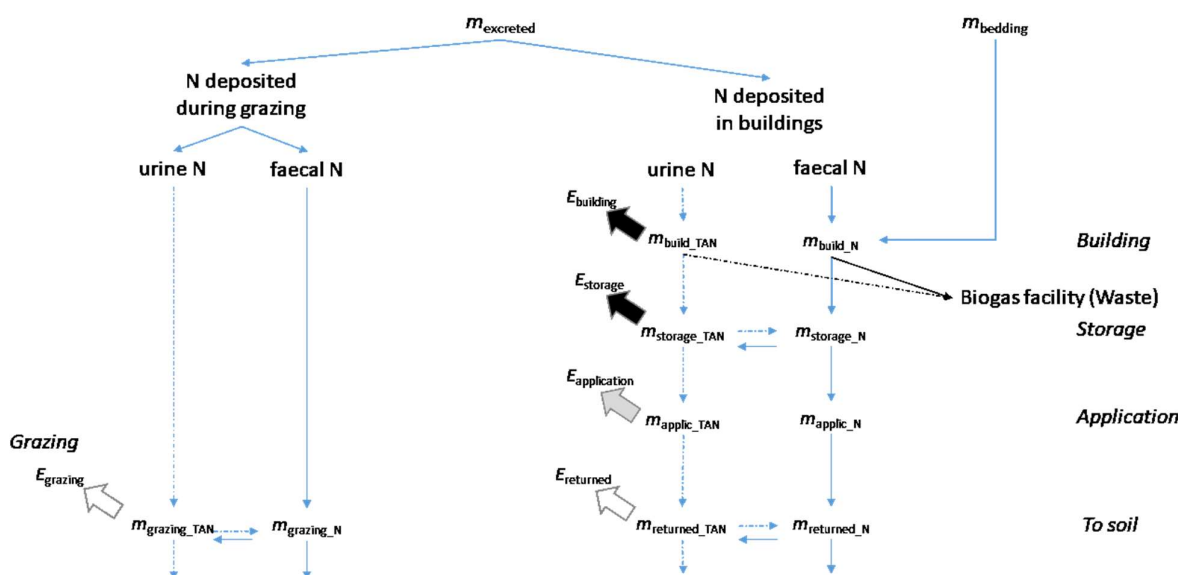 m_excreted
m_bedding
N deposited
during grazing
N deposited
in buildings
urine N
faecal N
urine N
faecal N
E_building
m_build_TAN
m_build_N
Building
E_storage
Biogas facility (Waste)
m_storage_TAN
m_storage_N
Storage
E_application
m_applic_TAN
m_applic_N
Application
Grazing
E_grazing
E_returned
m_grazing_TAN
m_grazing_N
m_returned_TAN
m_returned_N
To soil